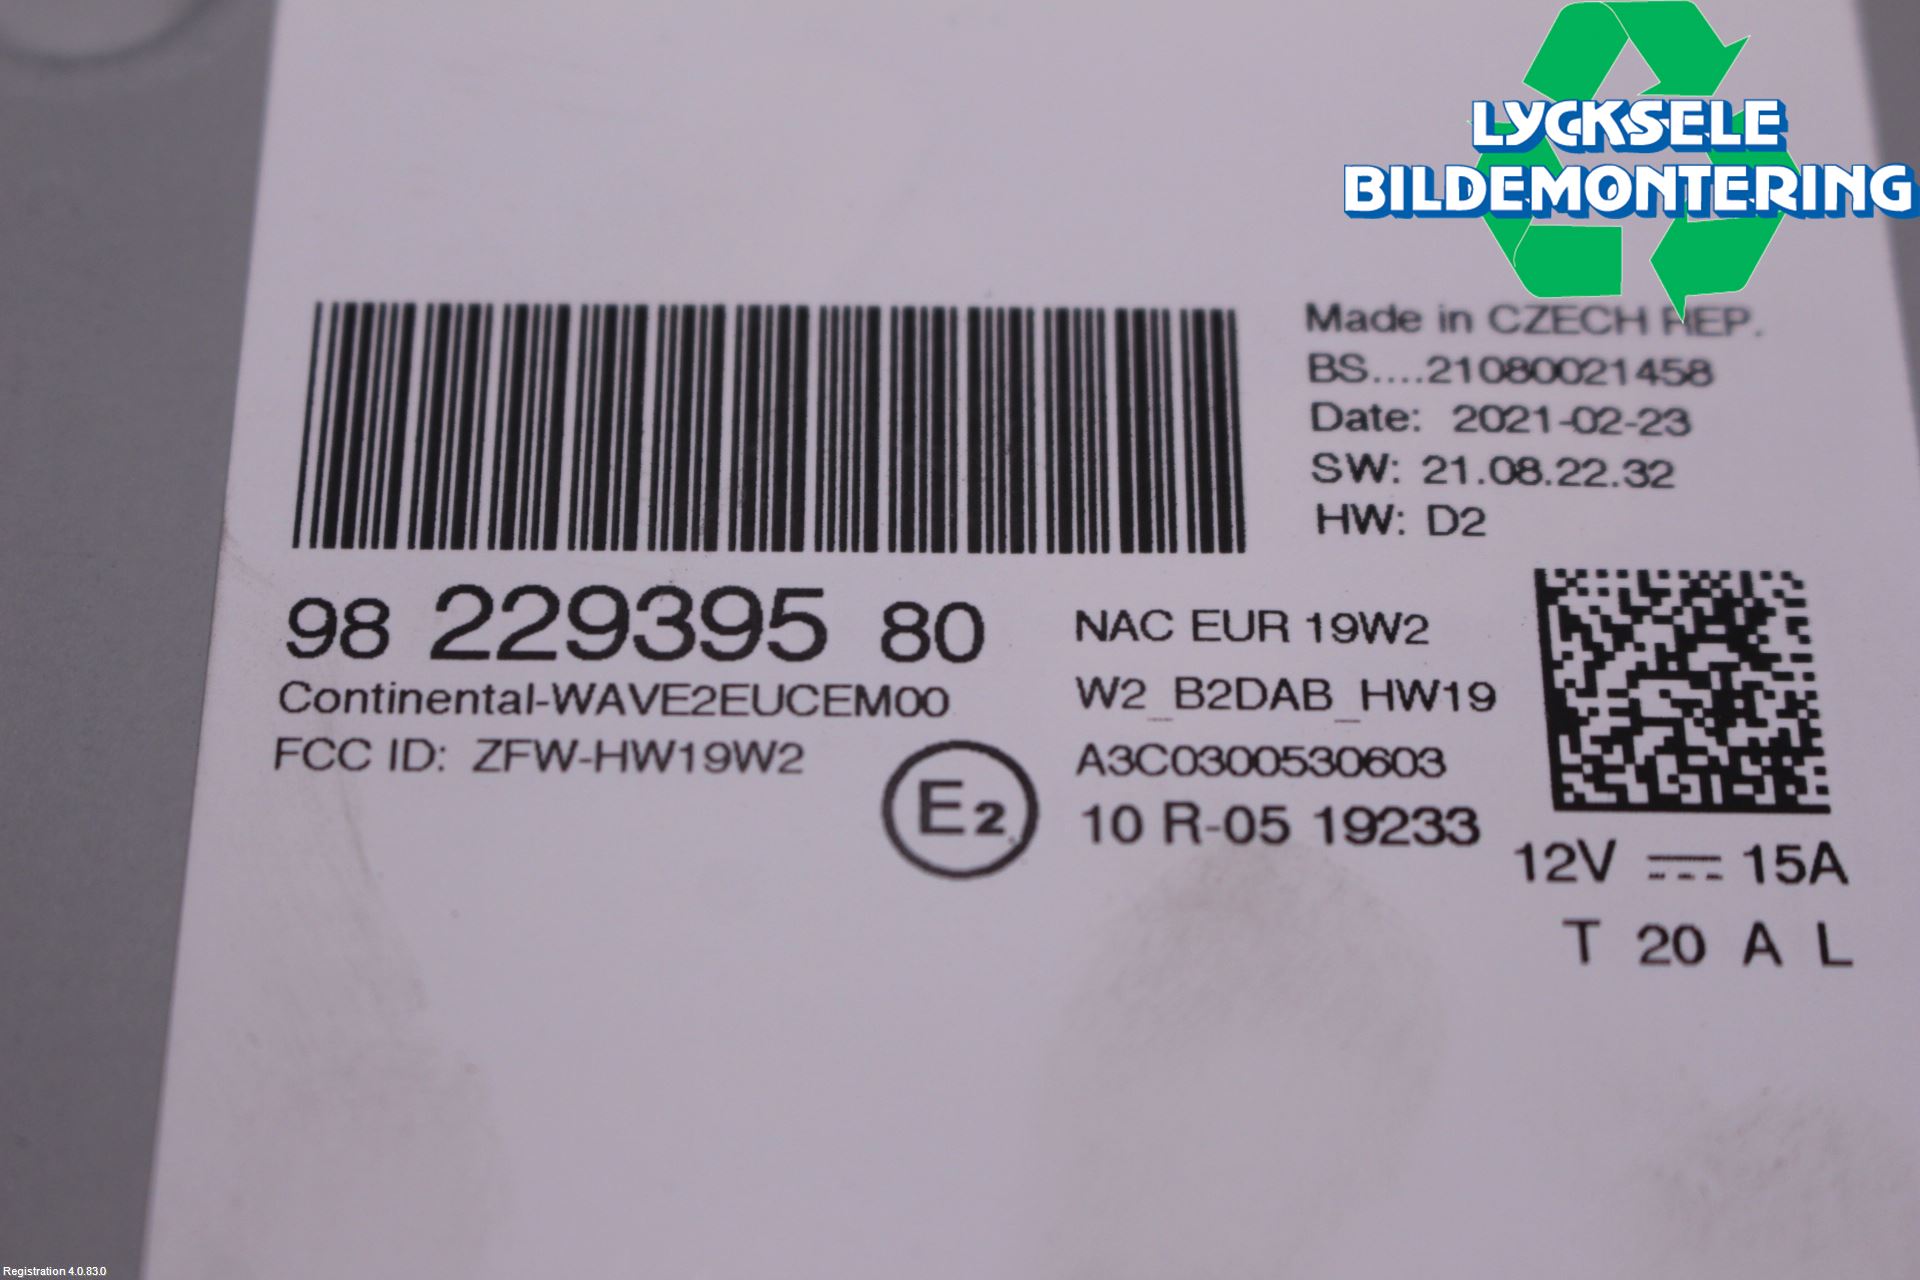 LYCKSELE
BILDEMONTERING
Made in CZECH REP.
BS....21080021458
Date: 2021-02-23
SW: 21.08.22.32
HW: D2
98 229395 80
Continental-WAVE2EUCEM00
FCC ID: ZFW-HW19W2
E2
NAC EUR 19W2
W2_B2DAB_HW19
A3C0300530603
10 R-05 19233
12V 15A
T 20 A L
Registration 4.0.83.0